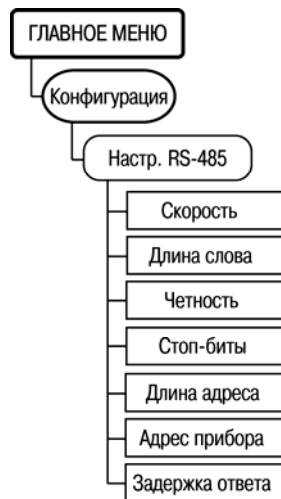 ГЛАВНОЕ МЕНЮ
Конфигурация
Настр. RS-485
Скорость
Длина слова
Четность
Стоп-биты
Длина адреса
Адрес прибора
Задержка ответа